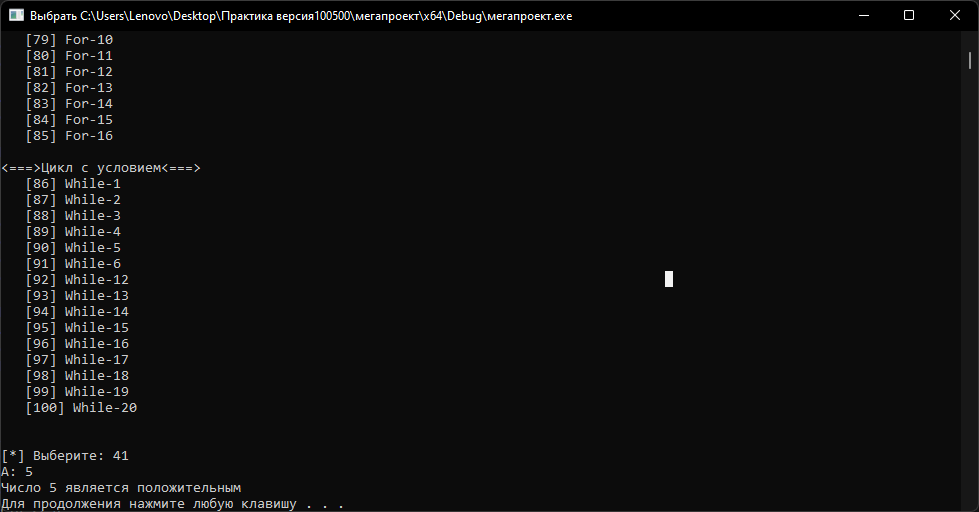 Выбрать C:\Users\Lenovo\Desktop\Практика версия100500\мегапроект\x64\Debug\мегапроект.exe
[79] For-10
[80] For-11
[81] For-12
[82] For-13
[83] For-14
[84] For-15
[85] For-16
<===>Цикл с условием<===>
[86] While-1
[87] While-2
[88] While-3
[89] While-4
[90] While-5
[91] While-6
[92] While-12
[93] While-13
[94] While-14
[95] While-15
[96] While-16
[97] While-17
[98] While-18
[99] While-19
[100] While-20
[*] Выберите: 41
A: 5
Число 5 является положительным
Для продолжения нажмите любую клавишу . . .